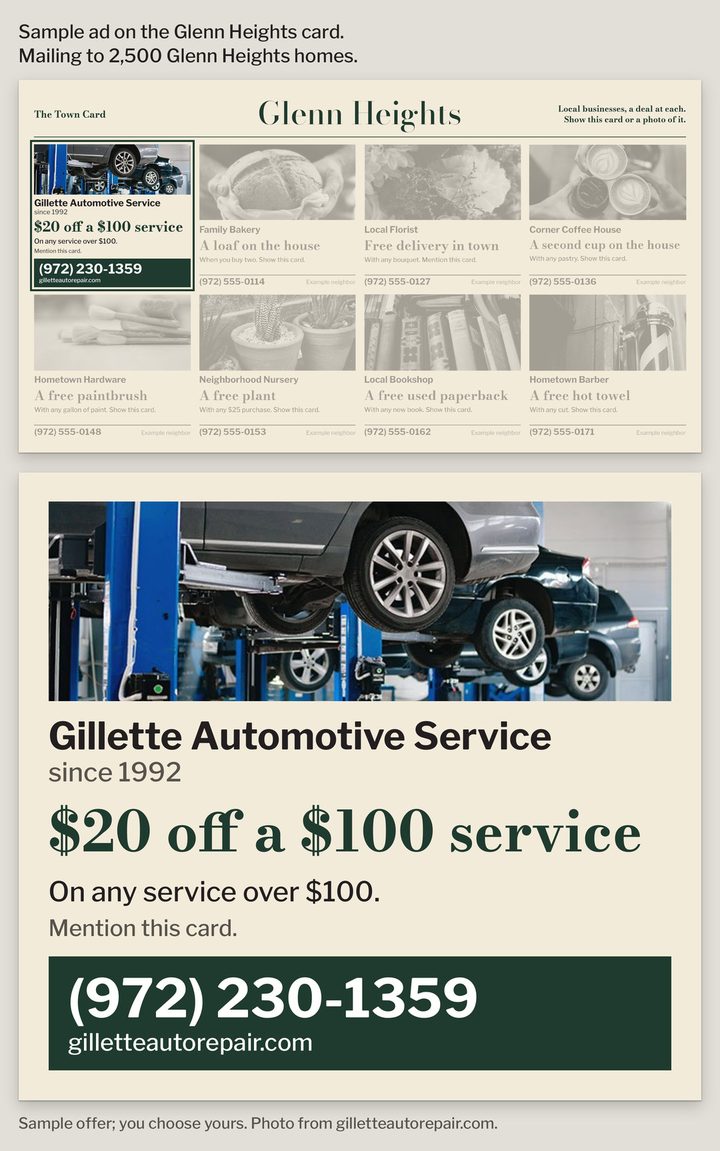 Sample ad on the Glenn Heights card.
Mailing to 2,500 Glenn Heights homes.
The Town Card
Glenn Heights
Local businesses, a deal at each.
Show this card or a photo of it.
Gillette Automotive Service
since 1992
$20 off a $100 service
On any service over $100.
Mention this card.
(972) 230-1359
gilletteautorepair.com
Family Bakery
A loaf on the house
When you buy two. Show this card.
(972) 555-0114
Example neighbor
Local Florist
Free delivery in town
With any bouquet. Mention this card.
(972) 555-0127
Example neighbor
Corner Coffee House
A second cup on the house
With any pastry. Show this card.
(972) 555-0136
Example neighbor
Hometown Hardware
A free paintbrush
With any gallon of paint. Show this card.
(972) 555-0148
Example neighbor
Neighborhood Nursery
A free plant
With any $25 purchase. Show this card.
(972) 555-0153
Example neighbor
Local Bookshop
A free used paperback
With any new book. Show this card.
(972) 555-0162
Example neighbor
Hometown Barber
A free hot towel
With any cut. Show this card.
(972) 555-0171
Example neighbor
Gillette Automotive Service
since 1992
$20 off a $100 service
On any service over $100.
Mention this card.
(972) 230-1359
gilletteautorepair.com
Sample offer; you choose yours. Photo from gilletteautorepair.com.